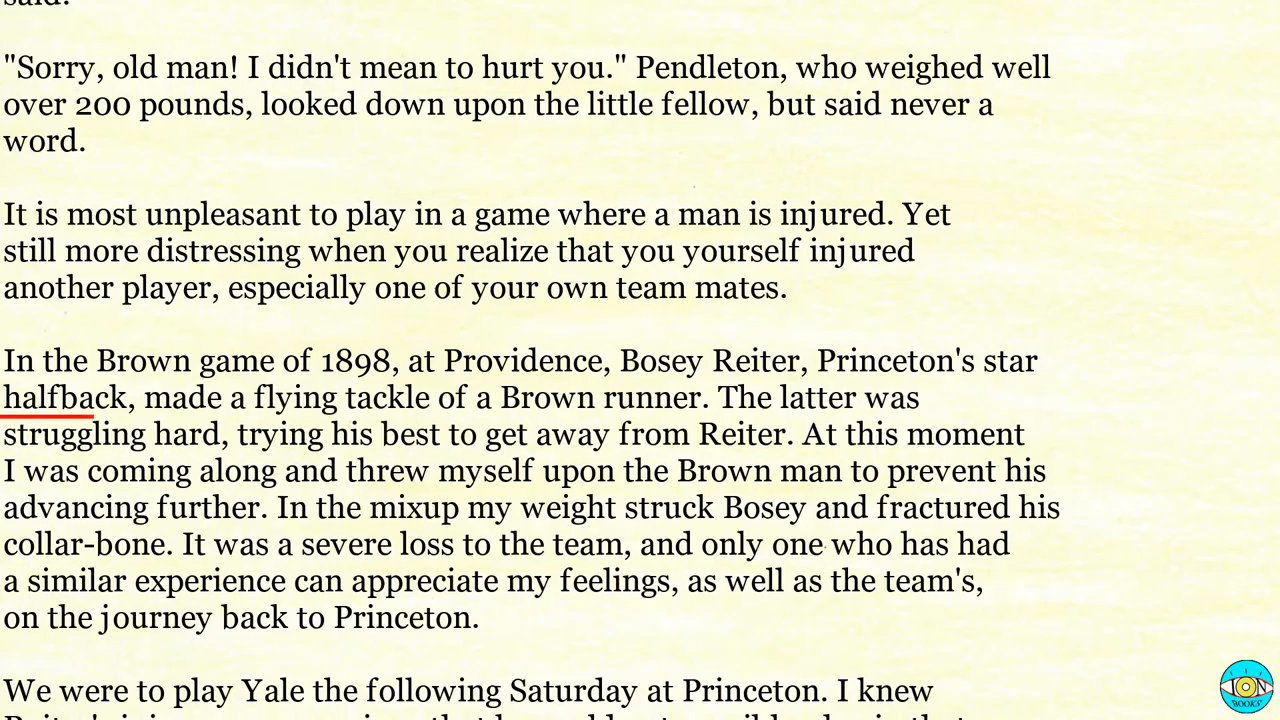 said:
"Sorry, old man! I didn't mean to hurt you." Pendleton, who weighed well
over 200 pounds, looked down upon the little fellow, but said never a
word.
It is most unpleasant to play in a game where a man is injured. Yet
still more distressing when you realize that you yourself injured
another player, especially one of your own team mates.
In the Brown game of 1898, at Providence, Bosey Reiter, Princeton's star
halfback, made a flying tackle of a Brown runner. The latter was
struggling hard, trying his best to get away from Reiter. At this moment
I was coming along and threw myself upon the Brown man to prevent his
advancing further. In the mixup my weight struck Bosey and fractured his
collar-bone. It was a severe loss to the team, and only one who has had
a similar experience can appreciate my feelings, as well as the team's,
on the journey back to Princeton.
We were to play Yale the following Saturday at Princeton. I knew
ION
BOOKS